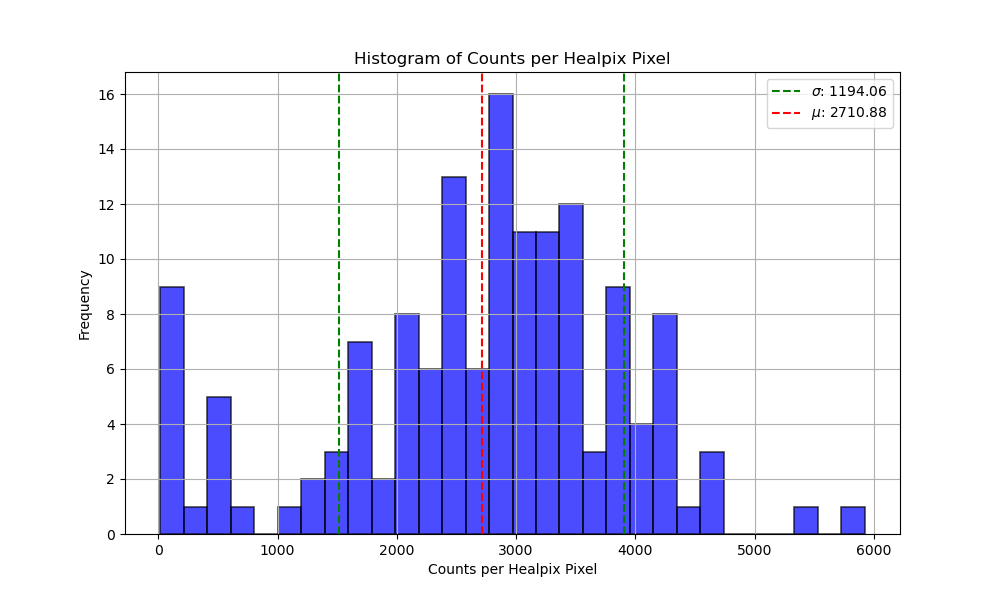 Histogram of Counts per Healpix Pixel
σ: 1194.06
μ: 2710.88
16
14
12
10
8
6
4
2
0
Frequency
0 1000 2000 3000 4000 5000 6000
Counts per Healpix Pixel